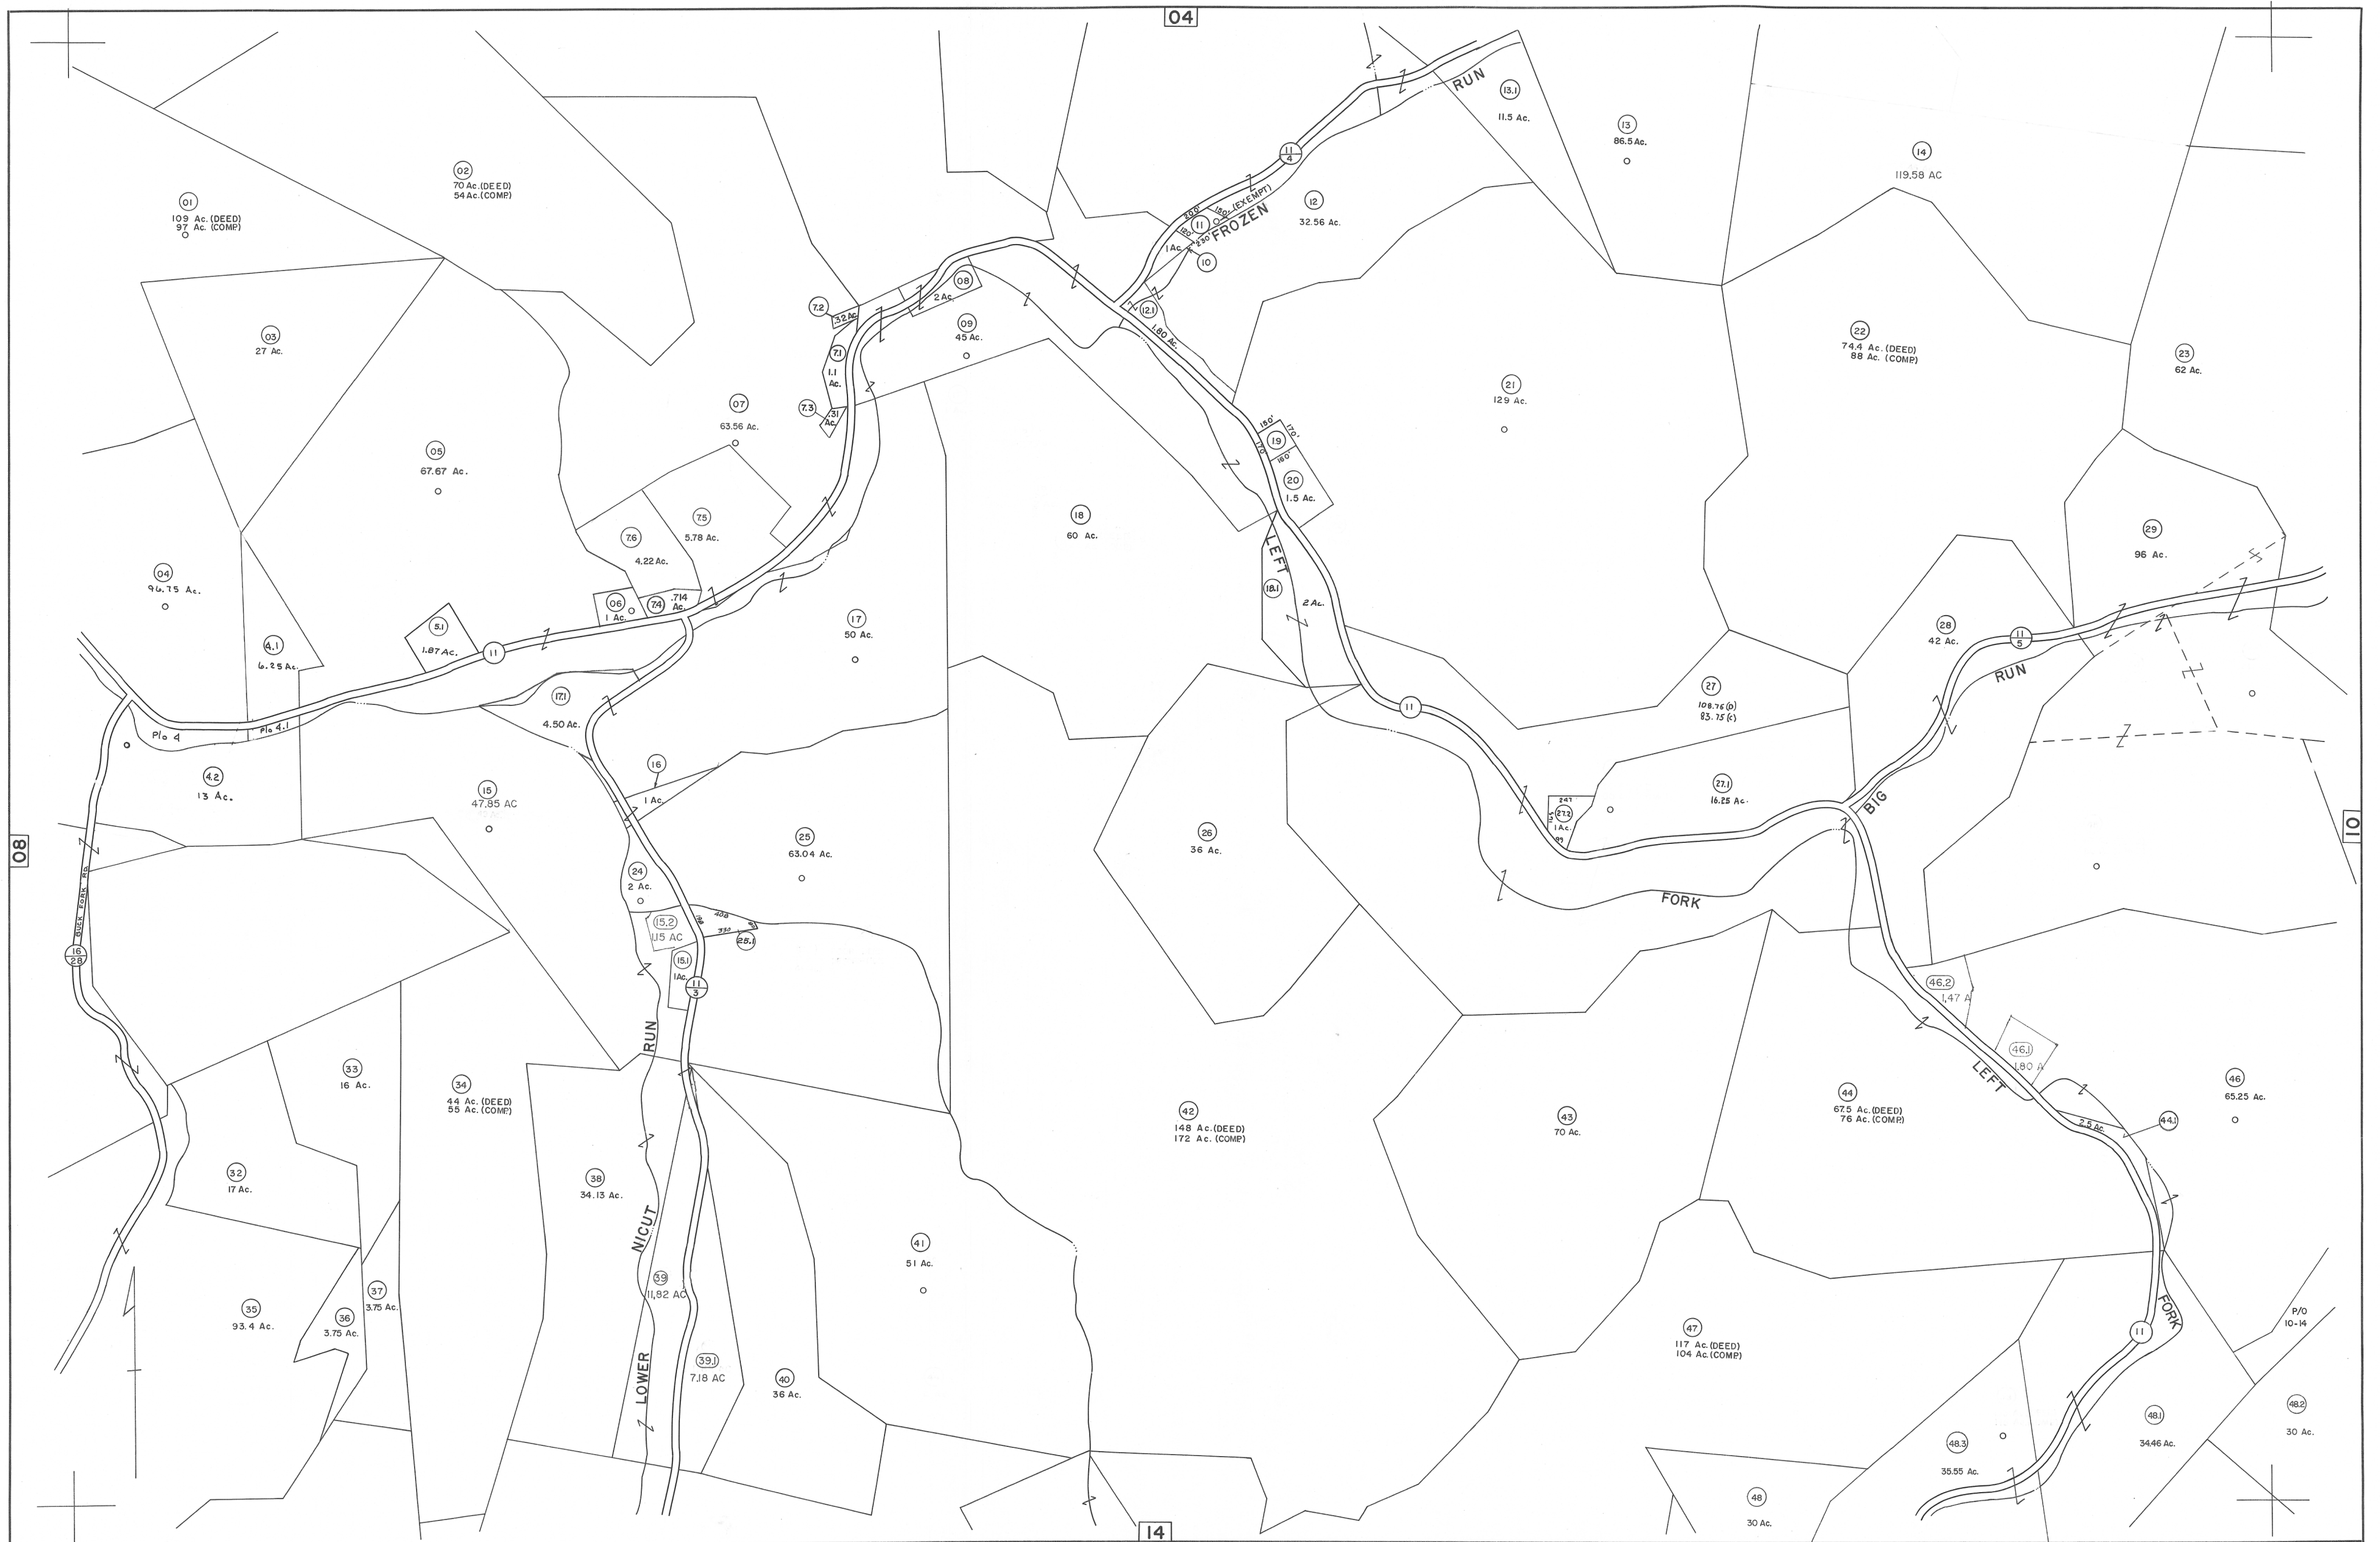 04
01
109 Ac. (DEED)
97 Ac. (COMP.)
02
70 Ac. (DEED)
54 Ac. (COMP.)
RUN
13.1
11.5 Ac.
13
86.5 Ac.
14
119.58 AC
11
4
(EXEMPT)
150'
200'
11
120'
230'
FROZEN
1 Ac.
10
12
32.56 Ac.
03
27 Ac.
7.2
.32 Ac.
08
2 Ac.
09
45 Ac.
12.1
1.80 Ac.
7.1
1.1
Ac.
7.3
.31
Ac.
07
63.56 Ac.
21
129 Ac.
22
74.4 Ac. (DEED)
88 Ac. (COMP.)
23
62 Ac.
05
67.67 Ac.
150'
170'
19
170'
160'
20
1.5 Ac.
04
96.75 Ac.
7.6
4.22 Ac.
7.5
5.78 Ac.
18
60 Ac.
LEFT
18.1
2 Ac.
29
96 Ac.
06
1 Ac.
7.4
.714
Ac.
5.1
1.87 Ac.
11
4.1
6.25 Ac.
17
50 Ac.
28
42 Ac.
11
5
RUN
P/o 4
P/o 4.1
17.1
4.50 Ac.
11
27
108.76 (D)
83.75 (C)
4.2
13 Ac.
15
47.85 AC
16
1 Ac.
25
63.04 Ac.
26
36 Ac.
247
27.2
1 Ac.
89
27.1
16.25 Ac.
BIG
08
10
BUCK FORK RD.
16
28
24
2 Ac.
15.2
1.15 AC
408
330
25.1
15.1
1 Ac.
11
3
FORK
46.2
1.47 A
46.1
1.80 A
LEFT
46
65.25 Ac.
33
16 Ac.
34
44 Ac. (DEED)
55 Ac. (COMP.)
RUN
42
148 Ac. (DEED)
172 Ac. (COMP.)
43
70 Ac.
44
67.5 Ac. (DEED)
76 Ac. (COMP.)
2.5 Ac.
44.1
32
17 Ac.
38
34.13 Ac.
NICUT
41
51 Ac.
35
93.4 Ac.
36
3.75 Ac.
37
3.75 Ac.
39
11.82 AC
LOWER
39.1
7.18 AC
40
36 Ac.
47
117 Ac. (DEED)
104 Ac. (COMP.)
FORK
11
P/O
10-14
48.3
35.55 Ac.
48.1
34.46 Ac.
48.2
30 Ac.
48
30 Ac.
14